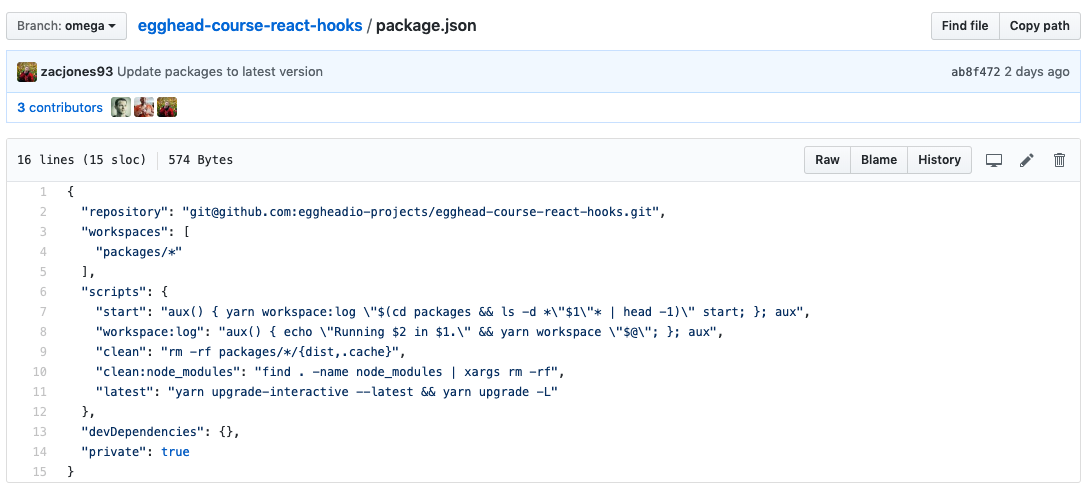 Branch: omega egghead-course-react-hooks / package.json Find file Copy path
zacjones93 Update packages to latest version ab8f472 2 days ago
3 contributors
16 lines (15 sloc) 574 Bytes Raw Blame History
1 {
2 "repository": "git@github.com:eggheadio-projects/egghead-course-react-hooks.git",
3 "workspaces": [
4 "packages/*"
5 ],
6 "scripts": {
7 "start": "aux() { yarn workspace:log \"$(cd packages && ls -d *\"$1\"* | head -1)\" start; }; aux",
8 "workspace:log": "aux() { echo \"Running $2 in $1.\" && yarn workspace \"$@\"; }; aux",
9 "clean": "rm -rf packages/*/{dist,.cache}",
10 "clean:node_modules": "find . -name node_modules | xargs rm -rf",
11 "latest": "yarn upgrade-interactive --latest && yarn upgrade -L"
12 },
13 "devDependencies": {},
14 "private": true
15 }